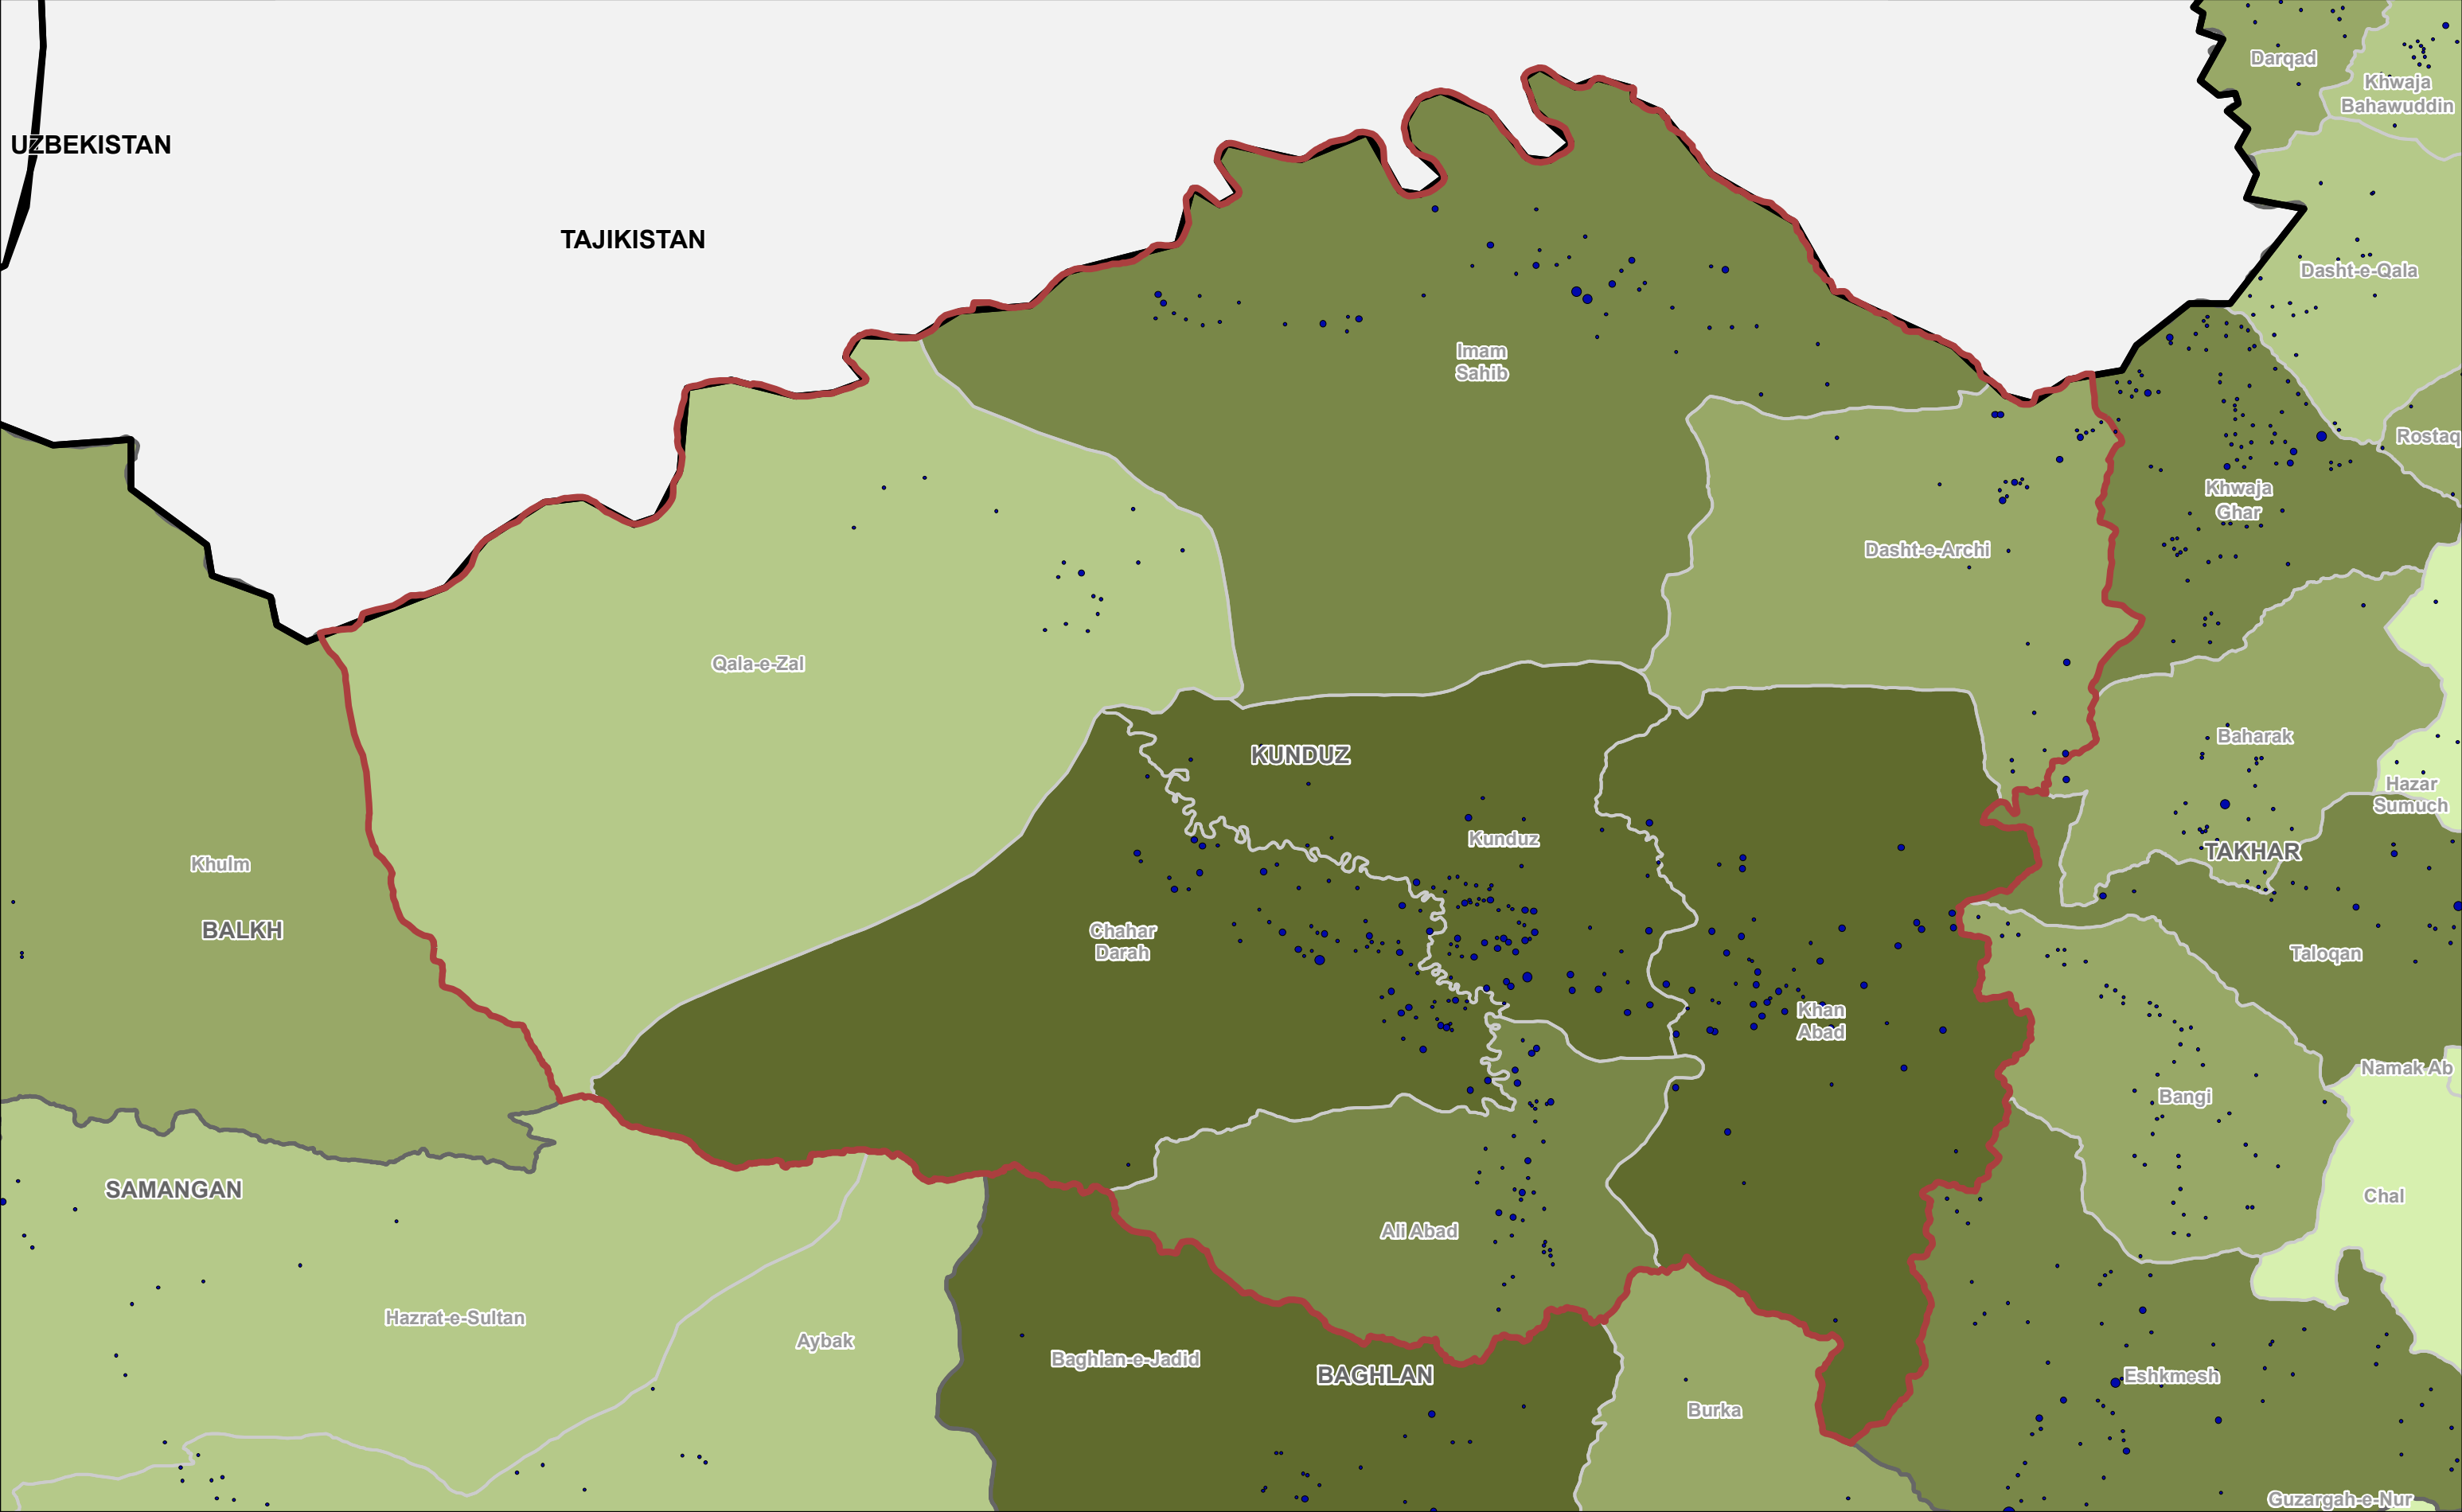 Darqad
Khwaja
Bahawuddin
UZBEKISTAN
TAJIKISTAN
Dasht-e-Qala
Imam
Sahib
Rostaq
Khwaja
Ghar
Dasht-e-Archi
Qala-e-Zal
Baharak
KUNDUZ
Hazar
Sumuch
Kunduz
TAKHAR
Khulm
BALKH
Chahar
Darah
Taloqan
Khan
Abad
Namak Ab
Bangi
SAMANGAN
Chal
Ali Abad
Hazrat-e-Sultan
Aybak
Baghlan-e-Jadid
BAGHLAN
Eshkmesh
Burka
Guzargah-e-Nur